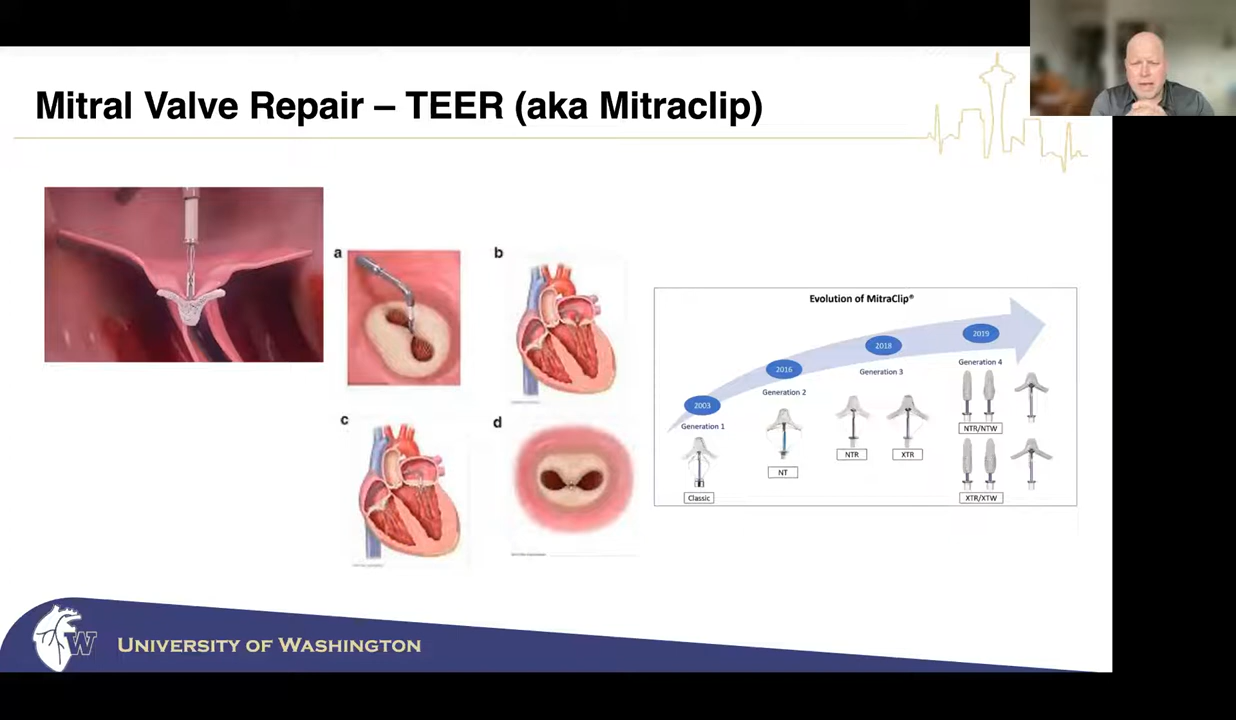 Mitral Valve Repair – TEER (aka Mitraclip)
a
b
c
d
Evolution of MitraClip®
2003
Generation 1
Classic
2016
Generation 2
NT
2018
Generation 3
NTR
XTR
2019
Generation 4
NTR/NTW
XTR/XTW
W
UNIVERSITY OF WASHINGTON